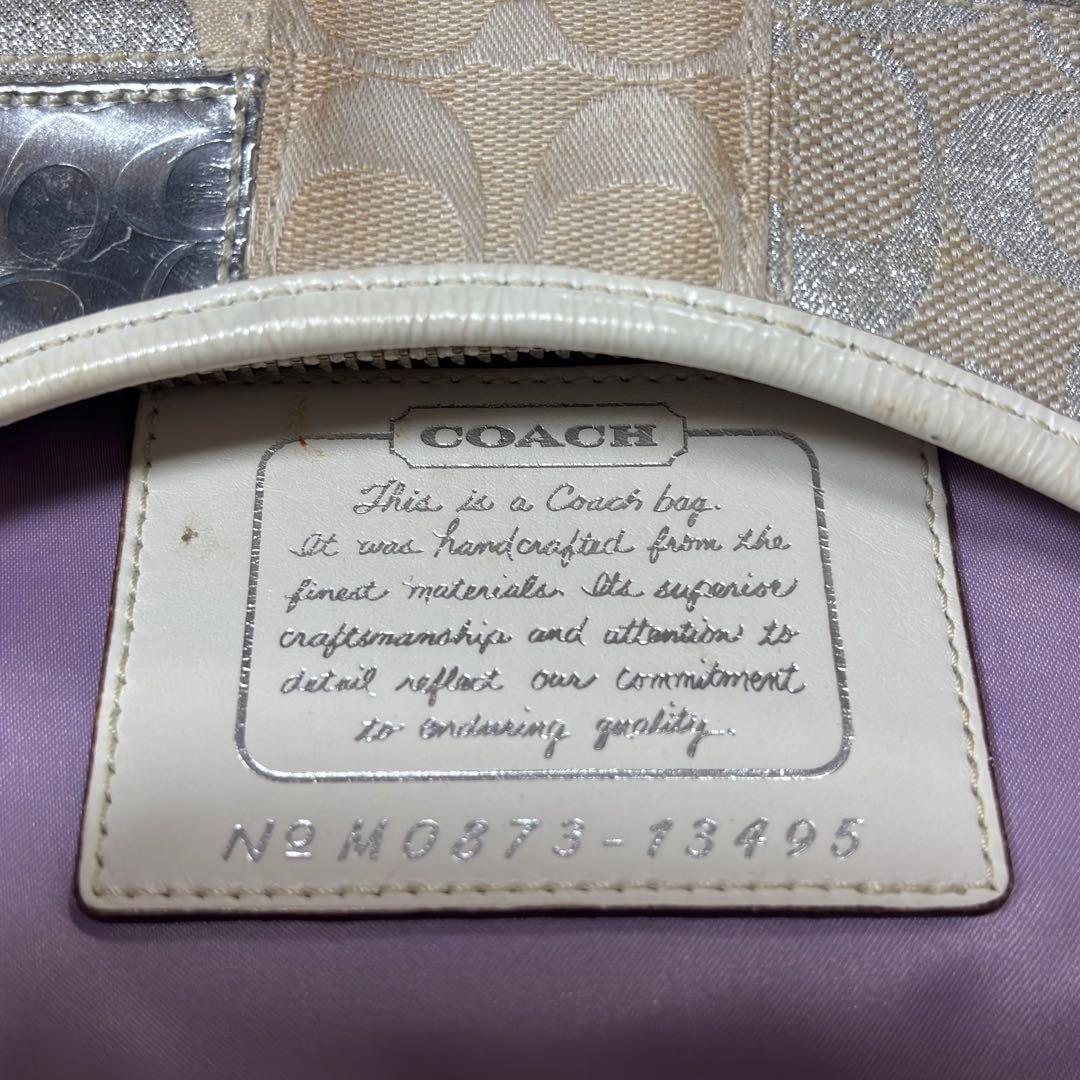 COACH
This is a Coach bag.
It was handcrafted from the
finest materials. Its superior
craftsmanship and attention to
detail reflect our commitment
to enduring quality.
Nº M0873-13495